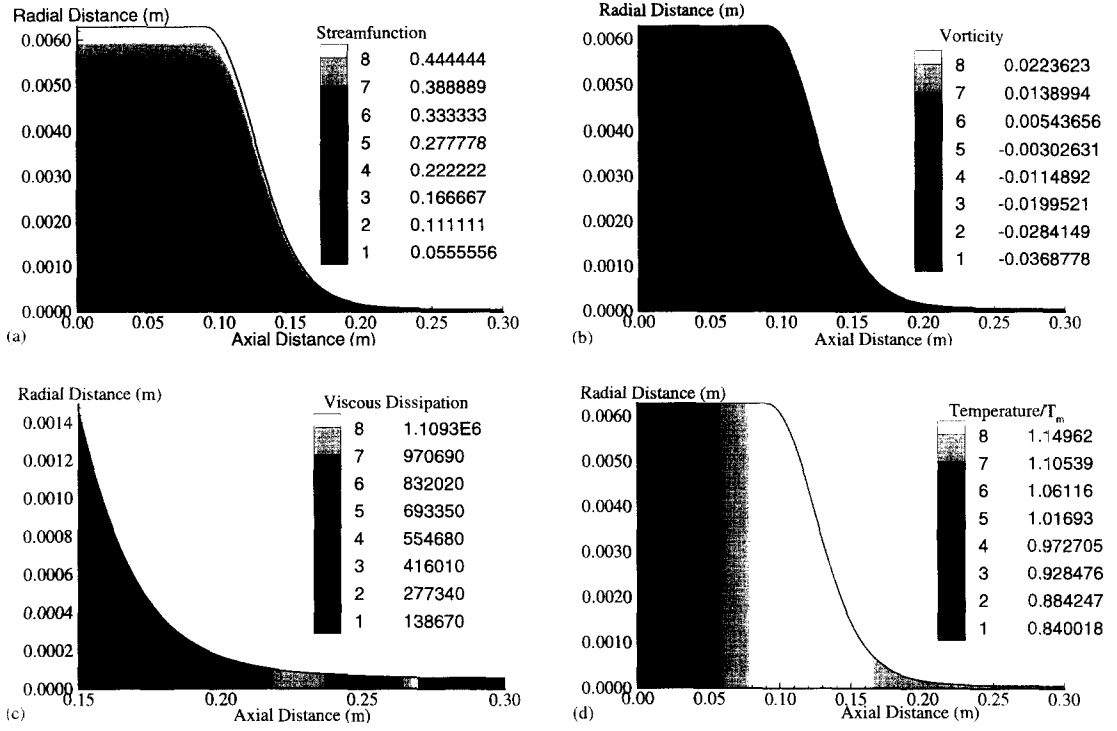 Radial Distance (m)
0.0060
0.0050
0.0040
0.0030
0.0020
0.0010
0.0000
0.00 0.05 0.10 0.15 0.20 0.25 0.30
Axial Distance (m)
(a)
Streamfunction
8 0.444444
7 0.388889
6 0.333333
5 0.277778
4 0.222222
3 0.166667
2 0.111111
1 0.0555556
Radial Distance (m)
0.0060
0.0050
0.0040
0.0030
0.0020
0.0010
0.0000
0.00 0.05 0.10 0.15 0.20 0.25 0.30
Axial Distance (m)
(b)
Vorticity
8 0.0223623
7 0.0138994
6 0.00543656
5 -0.00302631
4 -0.0114892
3 -0.0199521
2 -0.0284149
1 -0.0368778
Radial Distance (m)
0.0014
0.0012
0.0010
0.0008
0.0006
0.0004
0.0002
0.0000
0.15 0.20 0.25 0.30
Axial Distance (m)
(c)
Viscous Dissipation
8 1.1093E6
7 970690
6 832020
5 693350
4 554680
3 416010
2 277340
1 138670
Radial Distance (m)
0.0060
0.0050
0.0040
0.0030
0.0020
0.0010
0.0000
0.00 0.05 0.10 0.15 0.20 0.25 0.30
Axial Distance (m)
(d)
Temperature/Tm
8 1.14962
7 1.10539
6 1.06116
5 1.01693
4 0.972705
3 0.928476
2 0.884247
1 0.840018